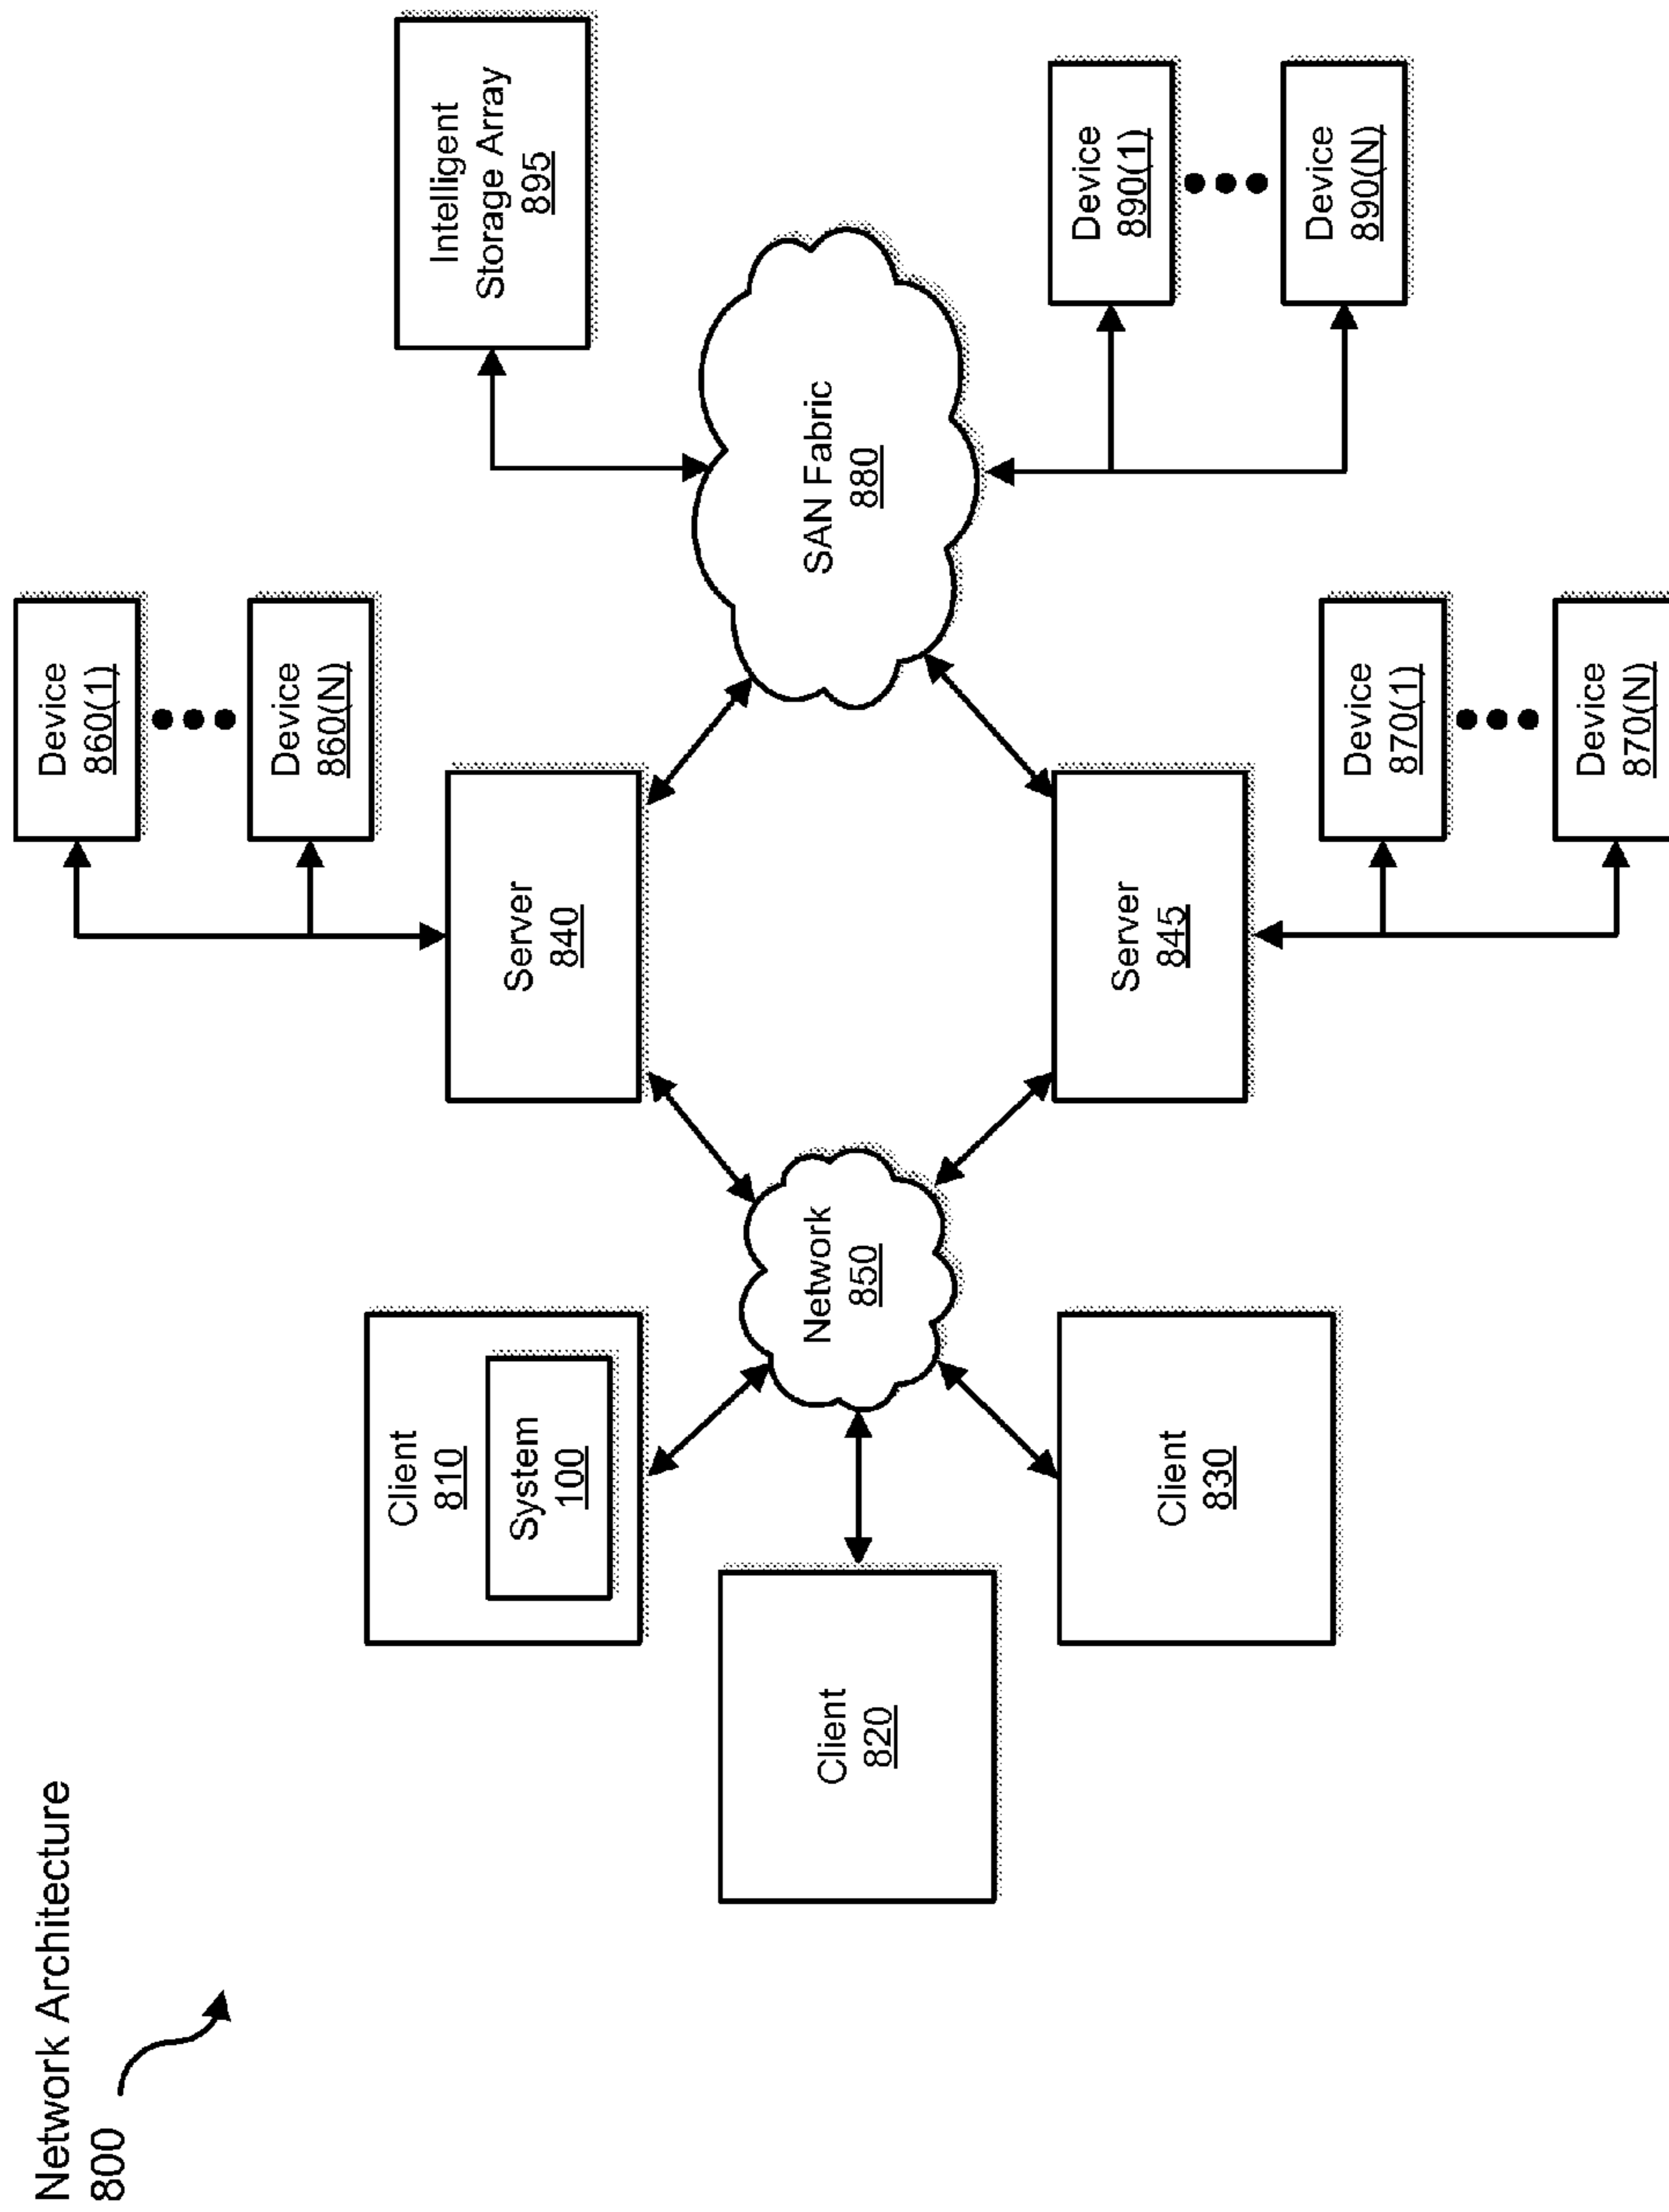 Network Architecture
800
Client
810
System
100
Client
820
Client
830
Network
850
Server
840
Server
845
Device
860(1)
Device
860(N)
Device
870(1)
Device
870(N)
SAN Fabric
880
Intelligent
Storage Array
895
Device
890(1)
Device
890(N)